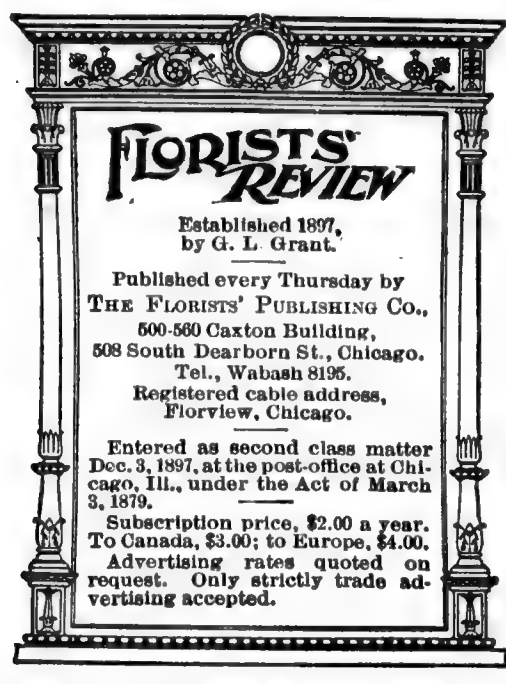 FLORISTS'
REVIEW
Established 1897,
by G. L. Grant.
Published every Thursday by
THE FLORISTS' PUBLISHING CO.,
500-560 Caxton Building,
508 South Dearborn St., Chicago.
Tel., Wabash 8195.
Registered cable address,
Florview, Chicago.
Entered as second class matter
Dec. 3, 1897, at the post-office at Chi-
cago, Ill., under the Act of March
3, 1879.
Subscription price, $2.00 a year.
To Canada, $3.00; to Europe, $4.00.
Advertising rates quoted on
request. Only strictly trade ad-
vertising accepted.